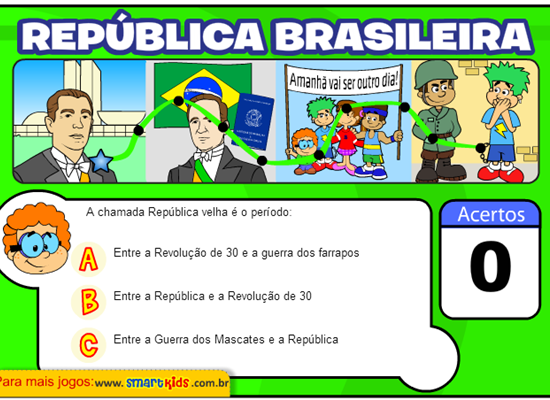 REPÚBLICA BRASILEIRA
Amanhã vai ser outro dia!
A chamada República velha é o período:
A Entre a Revolução de 30 e a guerra dos farrapos
B Entre a República e a Revolução de 30
C Entre a Guerra dos Mascates e a República
Acertos
0
Para mais jogos: www.smartkids.com.br